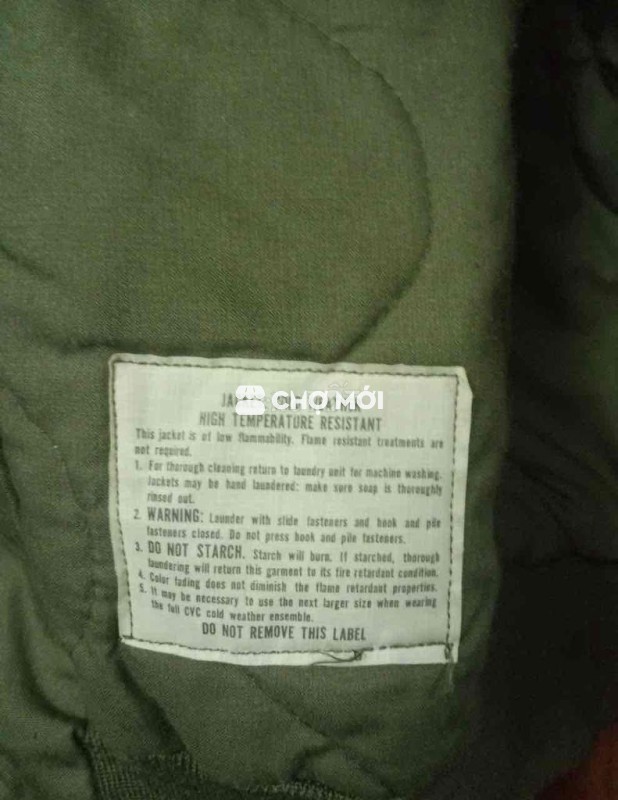 CHỢ MỚI
HIGH TEMPERATURE RESISTANT
This jacket is of low flammability. Flame resistant treatments are
not required.
1. For thorough cleaning return to laundry unit for machine washing.
Jackets may be hand laundered: make sure soap is thoroughly
rinsed out.
2. WARNING: Launder with slide fasteners and hook and pile
fasteners closed. Do not press hook and pile fasteners.
3. DO NOT STARCH. Starch will burn. If starched, thorough
laundering will return this garment to its fire retardant condition.
4. Color fading does not diminish the flame retardant properties.
5. It may be necessary to use the next larger size when wearing
the full CVC cold weather ensemble.
DO NOT REMOVE THIS LABEL